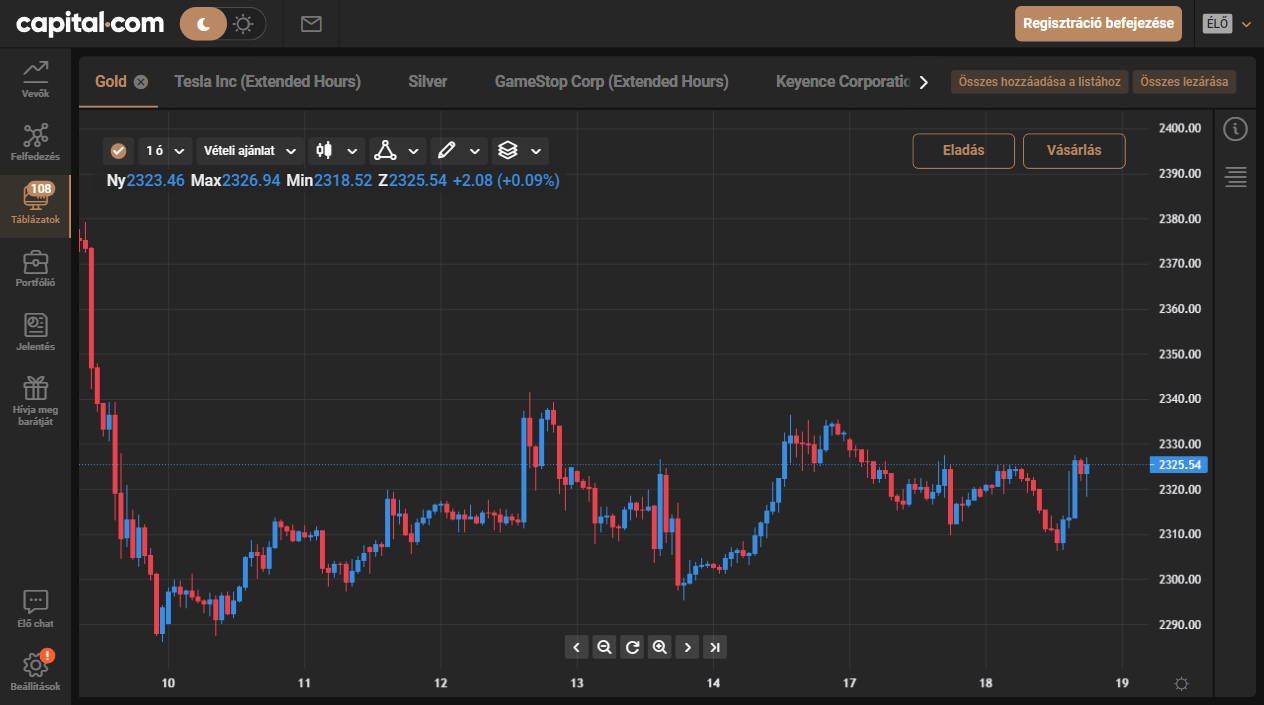 capital.com
Regisztráció befejezése
ÉLŐ
Vevők
Felfedezés
108
Táblázatok
Portfólió
Jelentés
Hívja meg
barátját
Élő chat
!
Beállítások
Gold
Tesla Inc (Extended Hours)
Silver
GameStop Corp (Extended Hours)
Keyence Corporatic
Összes hozzáadása a listához
Összes lezárása
1 ó
Vételi ajánlat
Eladás
Vásárlás
Ny2323.46 Max2326.94 Min2318.52 Z2325.54 +2.08 (+0.09%)
2400.00
2390.00
2380.00
2370.00
2360.00
2350.00
2340.00
2330.00
2325.54
2320.00
2310.00
2300.00
2290.00
10 11 12 13 14 17 18 19